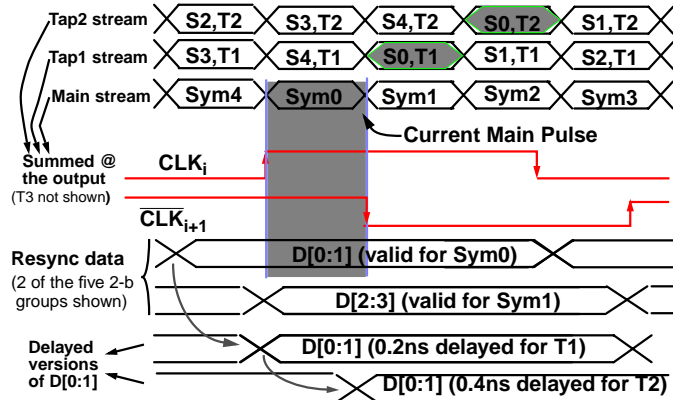 Tap2 stream S2,T2 S3,T2 S4,T2 S0,T2 S1,T2
Tap1 stream S3,T1 S4,T1 S0,T1 S1,T1 S2,T1
Main stream Sym4 Sym0 Sym1 Sym2 Sym3
Current Main Pulse
Summed @
the output
(T3 not shown)
CLKi
CLKi+1
Resync data
(2 of the five 2-b
groups shown)
D[0:1] (valid for Sym0)
D[2:3] (valid for Sym1)
Delayed
versions
of D[0:1]
D[0:1] (0.2ns delayed for T1)
D[0:1] (0.4ns delayed for T2)